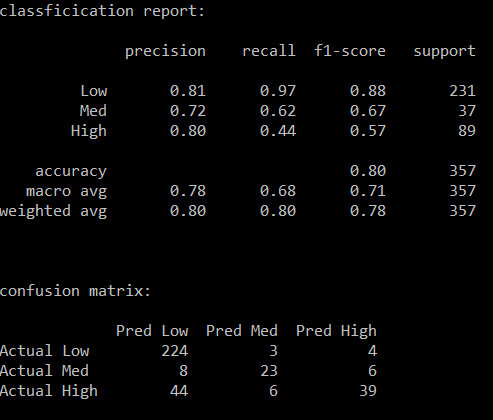 classficication report:
precision recall f1-score support
Low 0.81 0.97 0.88 231
Med 0.72 0.62 0.67 37
High 0.80 0.44 0.57 89
accuracy 0.80 357
macro avg 0.78 0.68 0.71 357
weighted avg 0.80 0.80 0.78 357
confusion matrix:
Pred Low Pred Med Pred High
Actual Low 224 3 4
Actual Med 8 23 6
Actual High 44 6 39